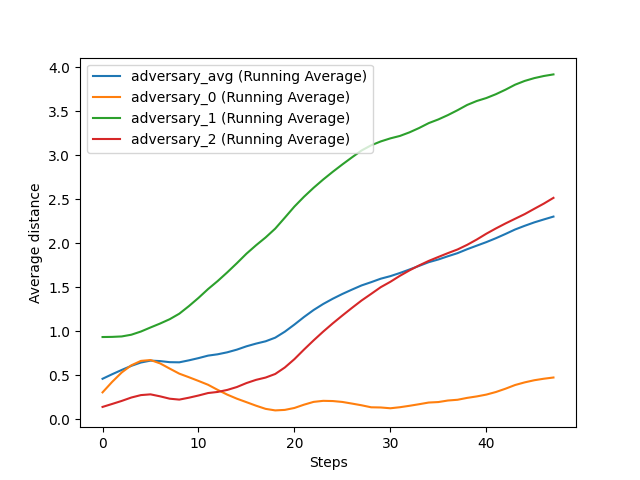 adversary_avg (Running Average)
adversary_0 (Running Average)
adversary_1 (Running Average)
adversary_2 (Running Average)
4.0
3.5
3.0
2.5
2.0
1.5
1.0
0.5
0.0
Average distance
0
10
20
30
40
Steps